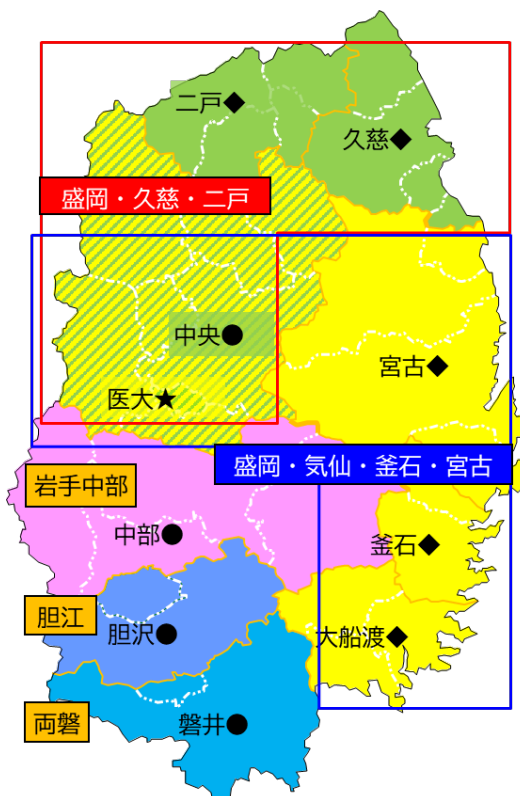 二戸◆
久慈◆
盛岡・久慈・二戸
中央●
宮古◆
医大★
盛岡・気仙・釜石・宮古
岩手中部
中部●
釜石◆
胆江
胆沢●
大船渡◆
両磐
磐井●